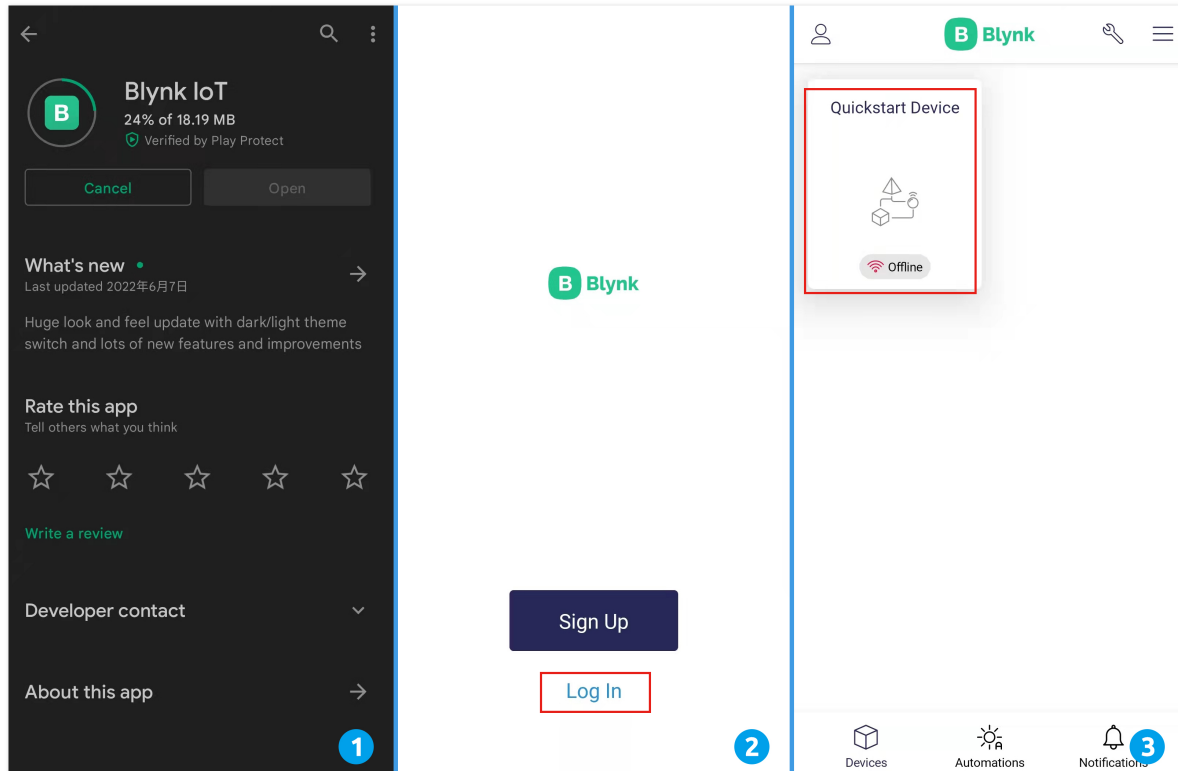 Blynk IoT
24% of 18.19 MB
Verified by Play Protect
B
Cancel
Open
What's new
Last updated 2022年6月7日
Huge look and feel update with dark/light theme
switch and lots of new features and improvements
Rate this app
Tell others what you think
Write a review
Developer contact
About this app
1
B Blynk
Sign Up
Log In
2
B Blynk
Quickstart Device
Offline
Devices
Automations
Notifications
3